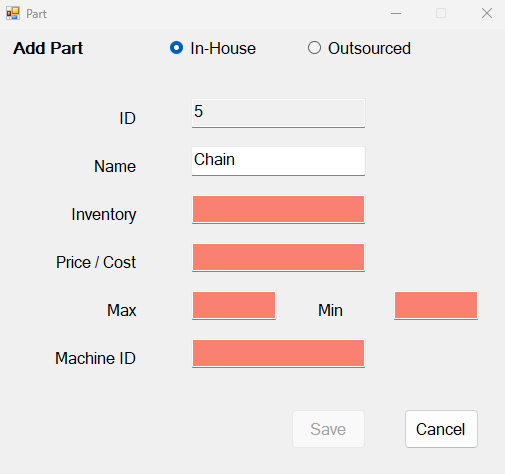 Part
Add Part In-House Outsourced
ID 5
Name Chain
Inventory
Price / Cost
Max Min
Machine ID
Save Cancel